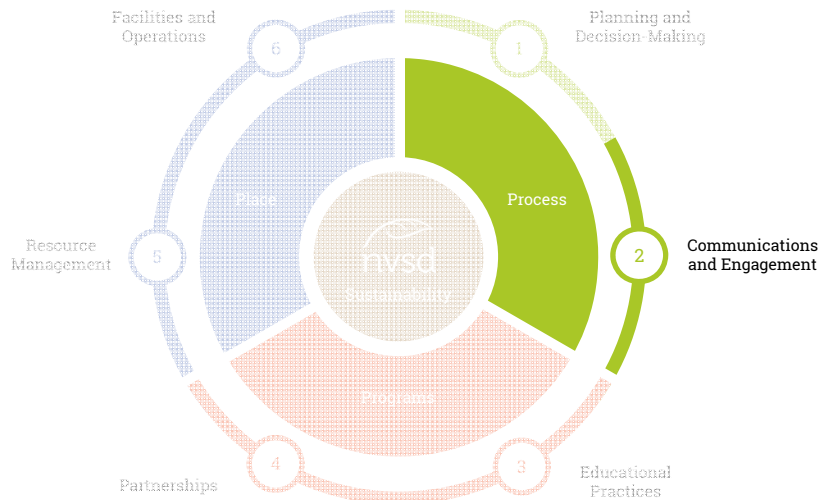 Facilities and
Operations
6
1
Planning and
Decision-Making
Place
Process
nvsd
Sustainability
Resource
Management
5
2
Communications
and Engagement
Programs
4
3
Partnerships
Educational
Practices